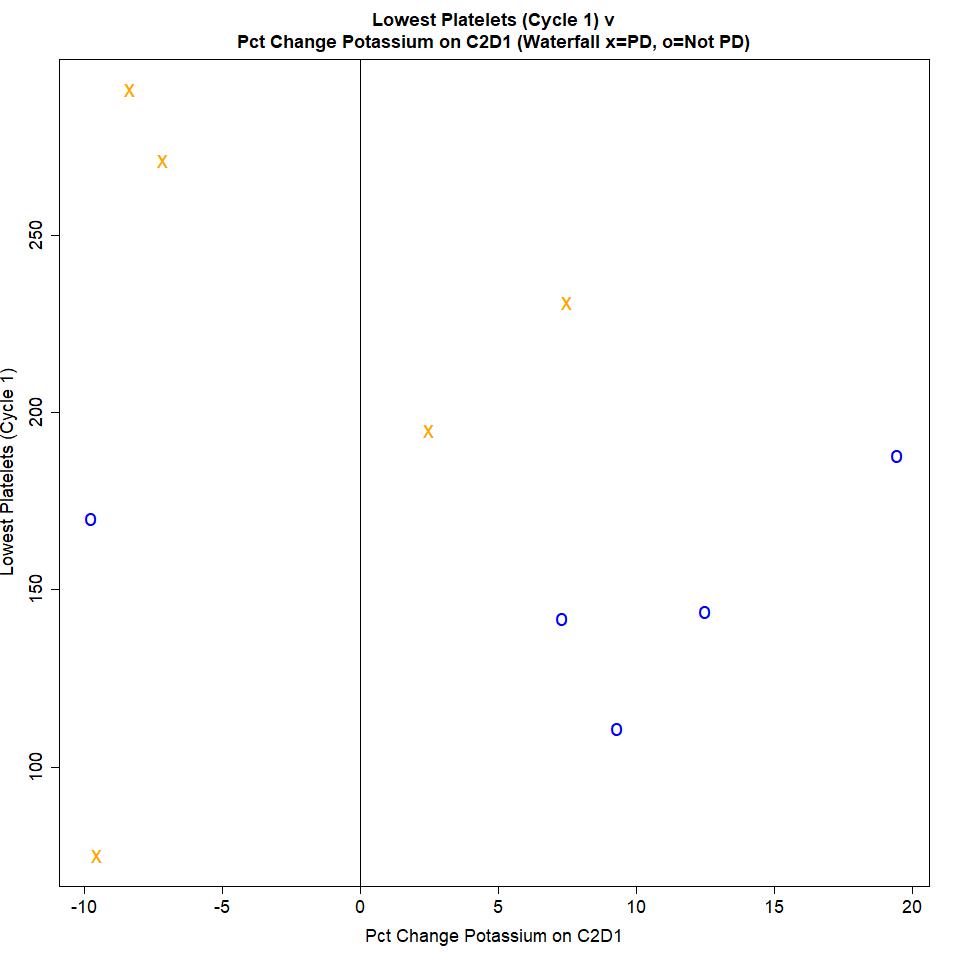 Lowest Platelets (Cycle 1) v
Pct Change Potassium on C2D1 (Waterfall x=PD, o=Not PD)
X
X
250
X
200
X
O
O
Lowest Platelets (Cycle 1)
150
O
O
O
100
X
-10 -5 0 5 10 15 20
Pct Change Potassium on C2D1